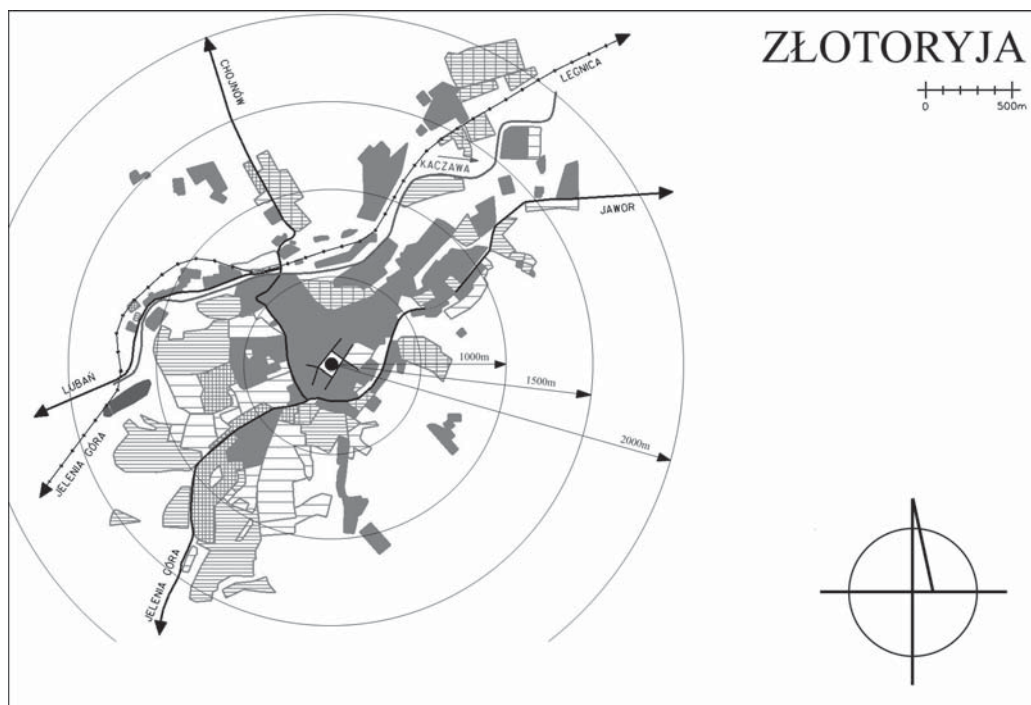 ZŁOTORYJA
0 500m
CHOJNÓW
LEGNICA
KACZAWA
JAWOR
1000m
1500m
2000m
LUBAŃ
JELENIA GÓRA
JELENIA GÓRA